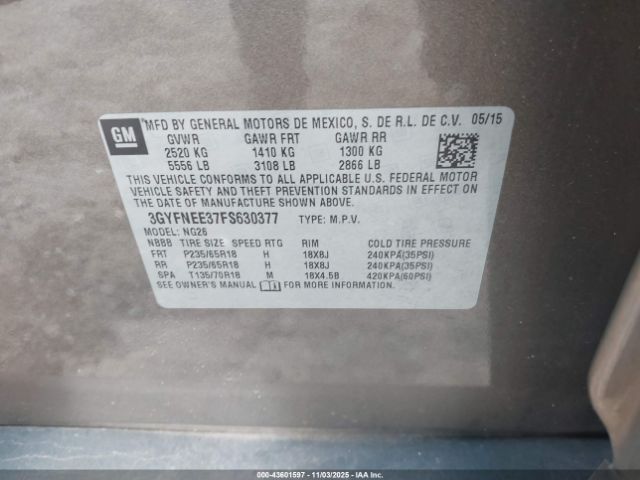 GM
MFD BY GENERAL MOTORS DE MEXICO, S. DE R.L. DE C.V. 05/15
GVWR GAWR FRT GAWR RR
2520 KG 1410 KG 1300 KG
5556 LB 3108 LB 2866 LB
THIS VEHICLE CONFORMS TO ALL APPLICABLE U.S. FEDERAL MOTOR
VEHICLE SAFETY AND THEFT PREVENTION STANDARDS IN EFFECT ON
THE DATE OF MANUFACTURE SHOWN ABOVE.
3GYFNEE37FS630377 TYPE: M.P.V.
MODEL: NG26
NBBB TIRE SIZE SPEED RTG RIM COLD TIRE PRESSURE
FRT P235/65R18 H 18X8J 240KPA(35PSI)
RR P235/65R18 H 18X8J 240KPA(35PSI)
SPA T135/70R18 M 18X4.5B 420KPA(60PSI)
SEE OWNER'S MANUAL FOR MORE INFORMATION.
00-43601597 - 11/03/2025 - IAAI.COM